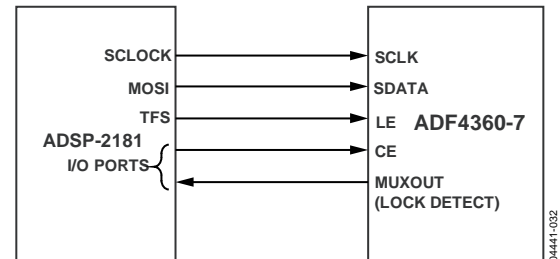 SCLOCK
MOSI
TFS
ADSP-2181
I/O PORTS
SCLK
SDATA
LE
ADF4360-7
CE
MUXOUT
(LOCK DETECT)
04441-032